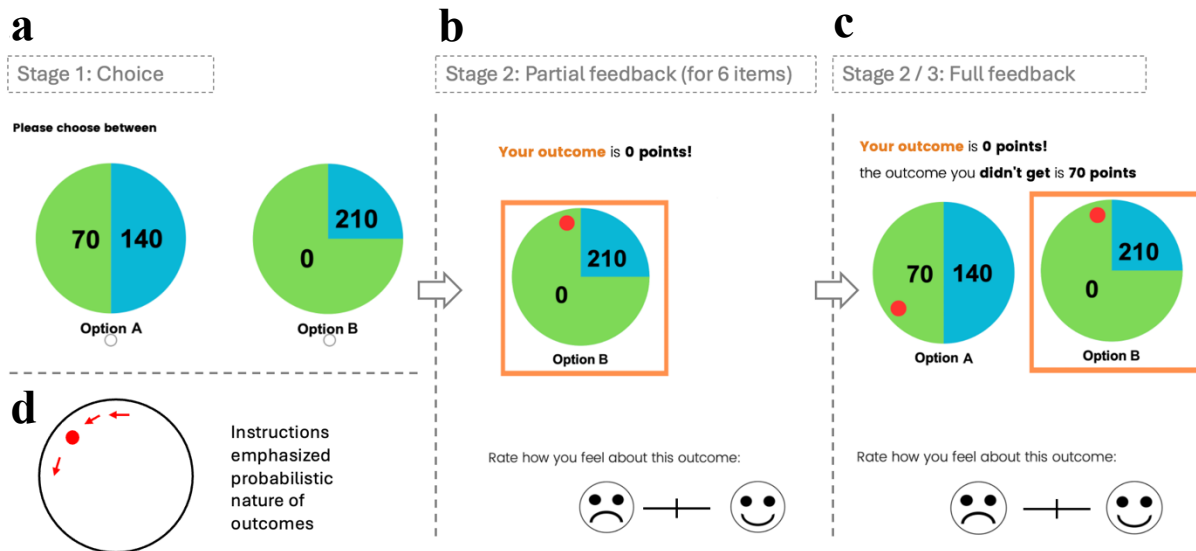 a
Stage 1: Choice
Please choose between
70 140
210
0
Option A
Option B
b
Stage 2: Partial feedback (for 6 items)
Your outcome is 0 points!
210
0
Option B
Rate how you feel about this outcome:
c
Stage 2 / 3: Full feedback
Your outcome is 0 points!
the outcome you didn't get is 70 points
70 140
210
0
Option A
Option B
Rate how you feel about this outcome:
d
Instructions
emphasized
probabilistic
nature of
outcomes